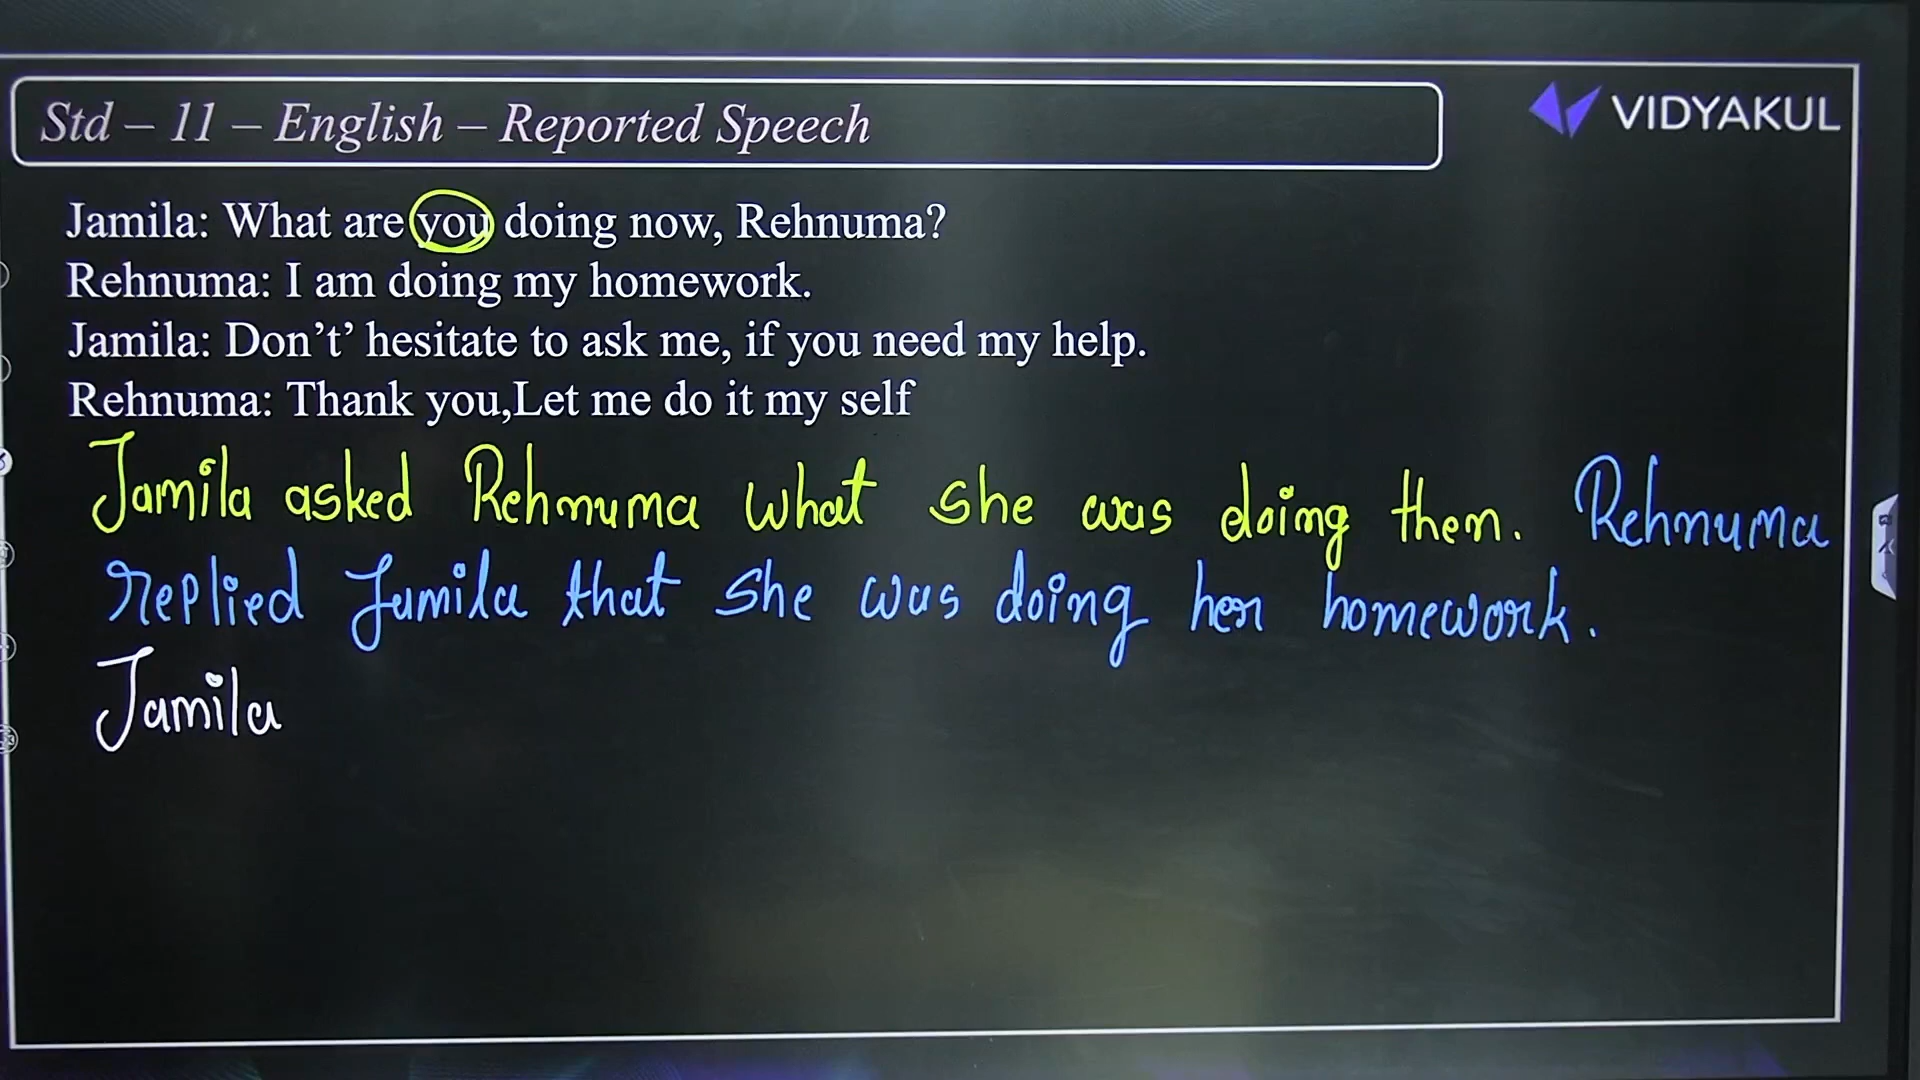 Std – 11 – English – Reported Speech
VIDYAKUL
Jamila: What are you doing now, Rehnuma?
Rehnuma: I am doing my homework.
Jamila: Don’t’ hesitate to ask me, if you need my help.
Rehnuma: Thank you,Let me do it my self
Jamila asked Rehnuma what she was doing then. Rehnuma
replied Jamila that she was doing her homework.
Jamila